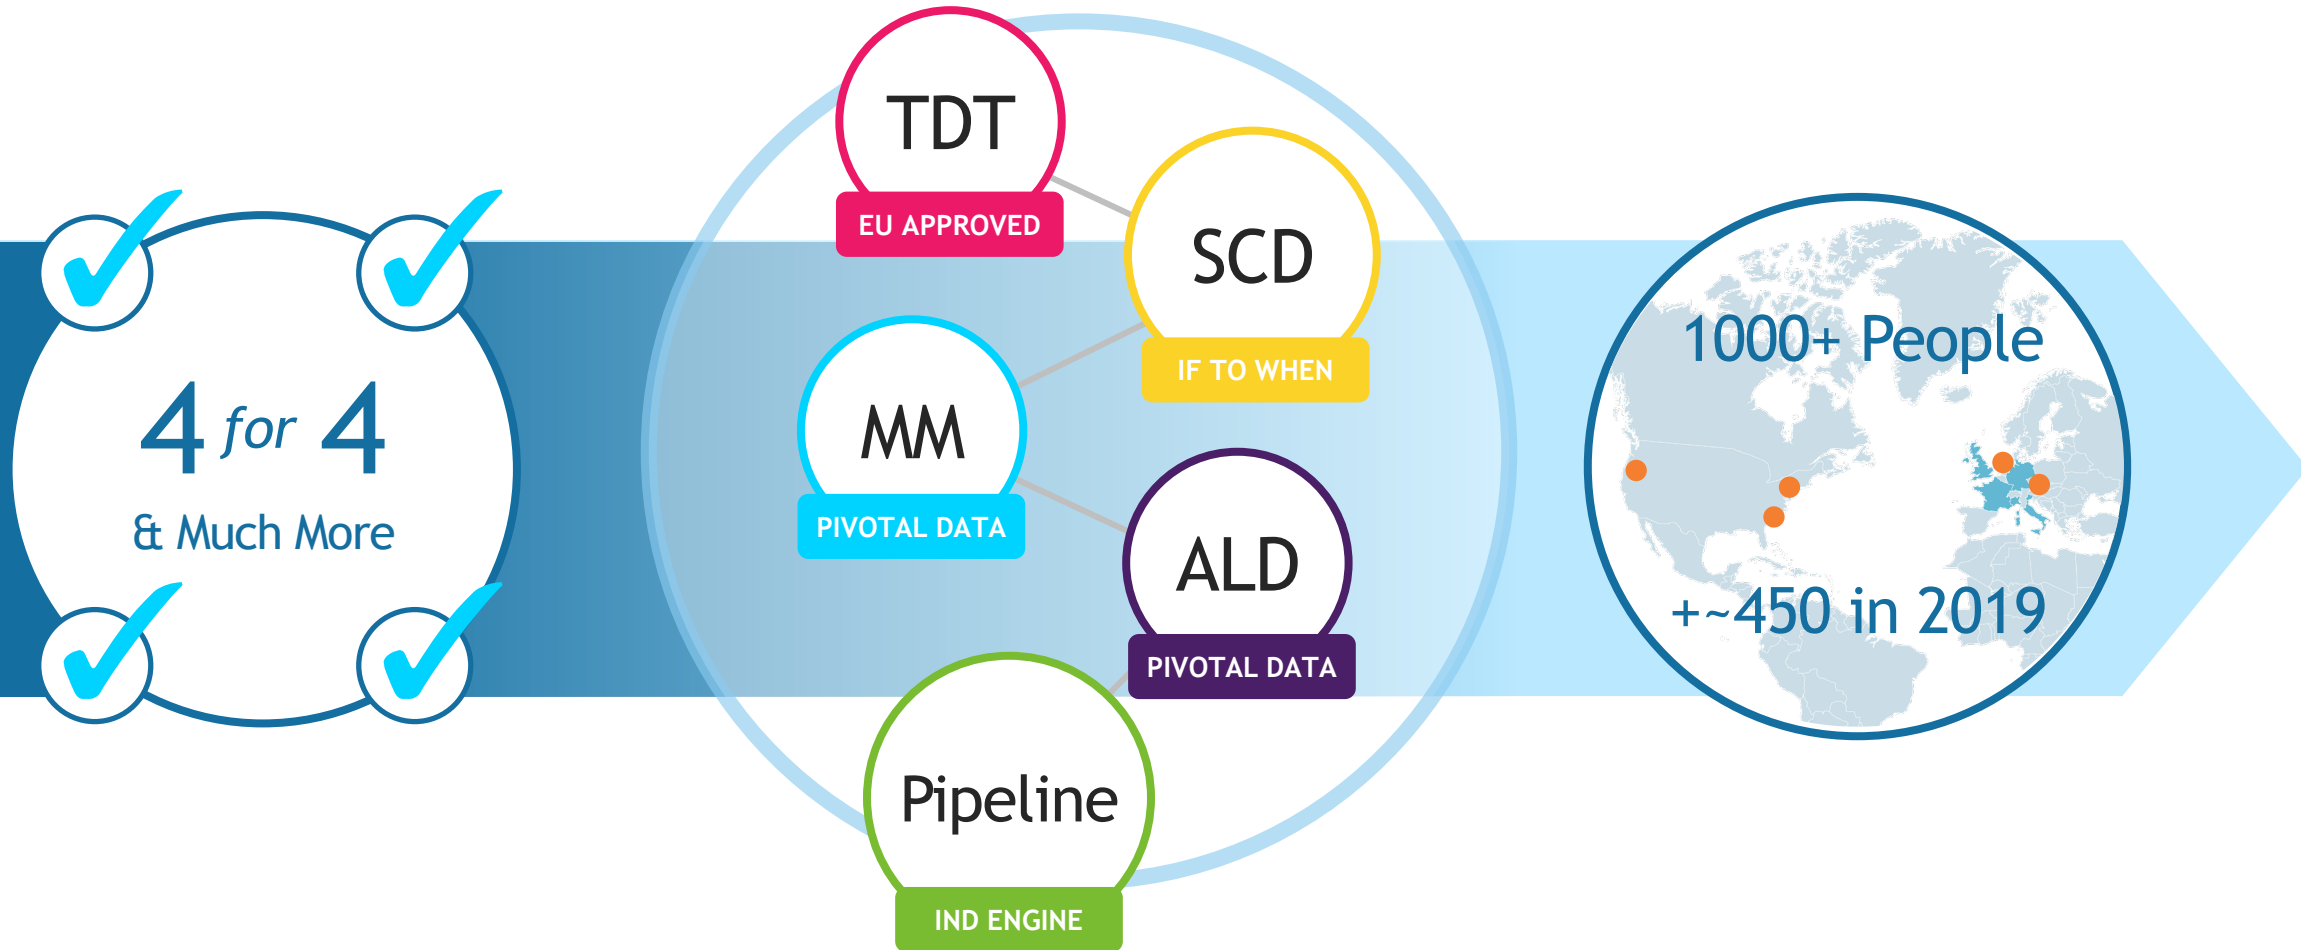 4 for 4
& Much More
TDT
EU APPROVED
SCD
IF TO WHEN
MM
PIVOTAL DATA
ALD
PIVOTAL DATA
Pipeline
IND ENGINE
1000+ People
+~450 in 2019